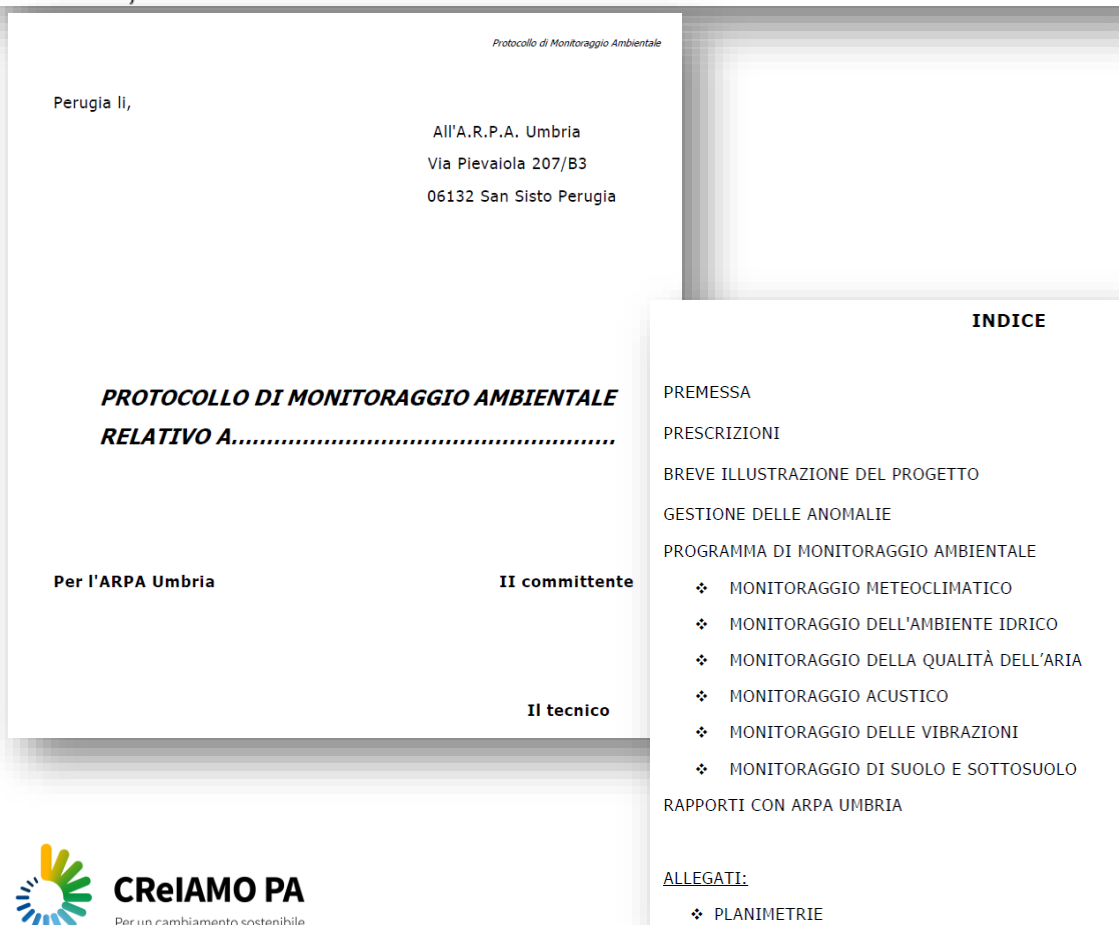 Protocollo di Monitoraggio Ambientale
Perugia li,
All'A.R.P.A. Umbria
Via Pievaiola 207/B3
06132 San Sisto Perugia
PROTOCOLLO DI MONITORAGGIO AMBIENTALE
RELATIVO A......................................................
Per l'ARPA Umbria
II committente
Il tecnico
INDICE
PREMESSA
PRESCRIZIONI
BREVE ILLUSTRAZIONE DEL PROGETTO
GESTIONE DELLE ANOMALIE
PROGRAMMA DI MONITORAGGIO AMBIENTALE
❖ MONITORAGGIO METEOCLIMATICO
❖ MONITORAGGIO DELL'AMBIENTE IDRICO
❖ MONITORAGGIO DELLA QUALITÀ DELL’ARIA
❖ MONITORAGGIO ACUSTICO
❖ MONITORAGGIO DELLE VIBRAZIONI
❖ MONITORAGGIO DI SUOLO E SOTTOSUOLO
RAPPORTI CON ARPA UMBRIA
ALLEGATI:
❖ PLANIMETRIE
CReIAMO PA
Per un cambiamento sostenibile